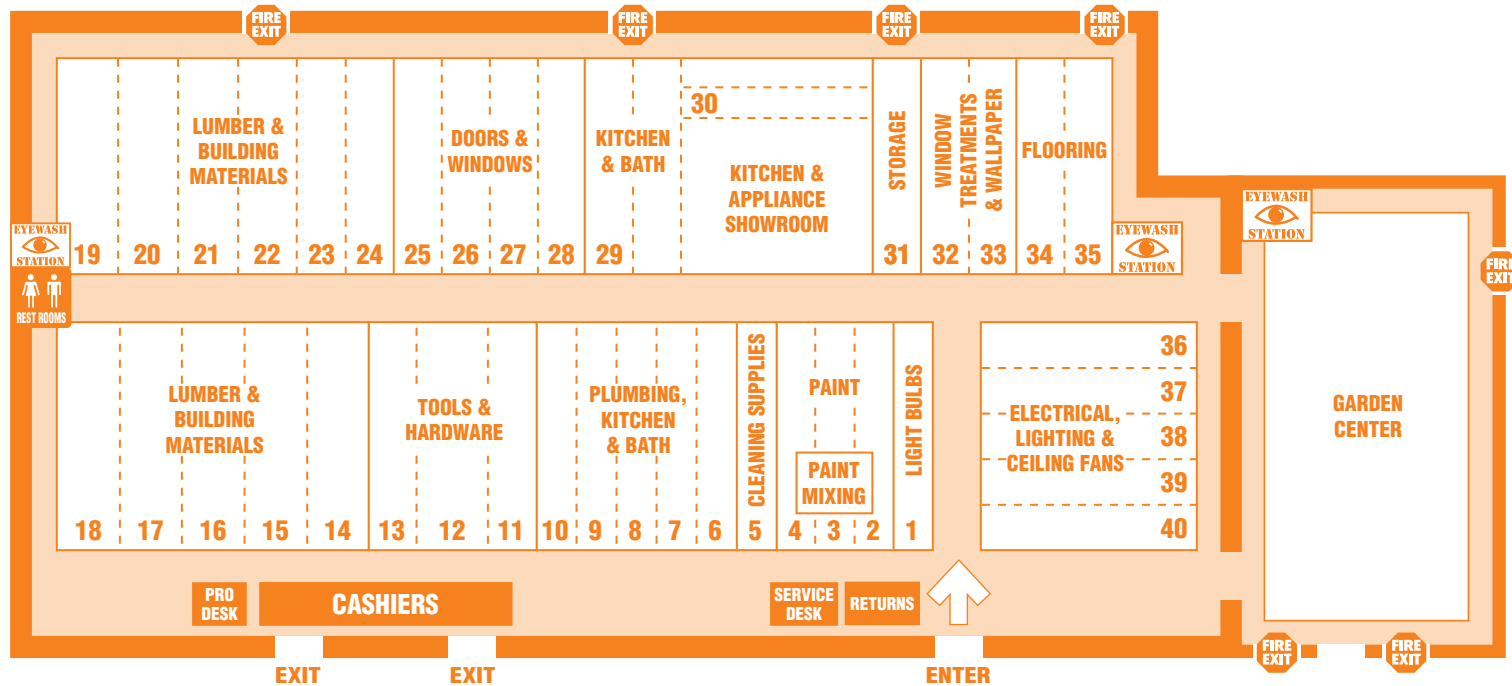 FIRE
EXIT
FIRE
EXIT
FIRE
EXIT
FIRE
EXIT
LUMBER &
BUILDING
MATERIALS
DOORS &
WINDOWS
KITCHEN
& BATH
30
KITCHEN &
APPLIANCE
SHOWROOM
STORAGE
WINDOW
TREATMENTS
& WALLPAPER
FLOORING
19 20 21 22 23 24 25 26 27 28 29 31 32 33 34 35
EYEWASH
STATION
REST ROOMS
EYEWASH
STATION
EYEWASH
STATION
FIRE
EXIT
LUMBER &
BUILDING
MATERIALS
TOOLS &
HARDWARE
PLUMBING,
KITCHEN
& BATH
CLEANING SUPPLIES
PAINT
PAINT
MIXING
LIGHT BULBS
18 17 16 15 14 13 12 11 10 9 8 7 6 5 4 3 2 1
ELECTRICAL,
LIGHTING &
CEILING FANS
36
37
38
39
40
GARDEN
CENTER
PRO
DESK
CASHIERS
SERVICE
DESK
RETURNS
EXIT
EXIT
ENTER
FIRE
EXIT
FIRE
EXIT